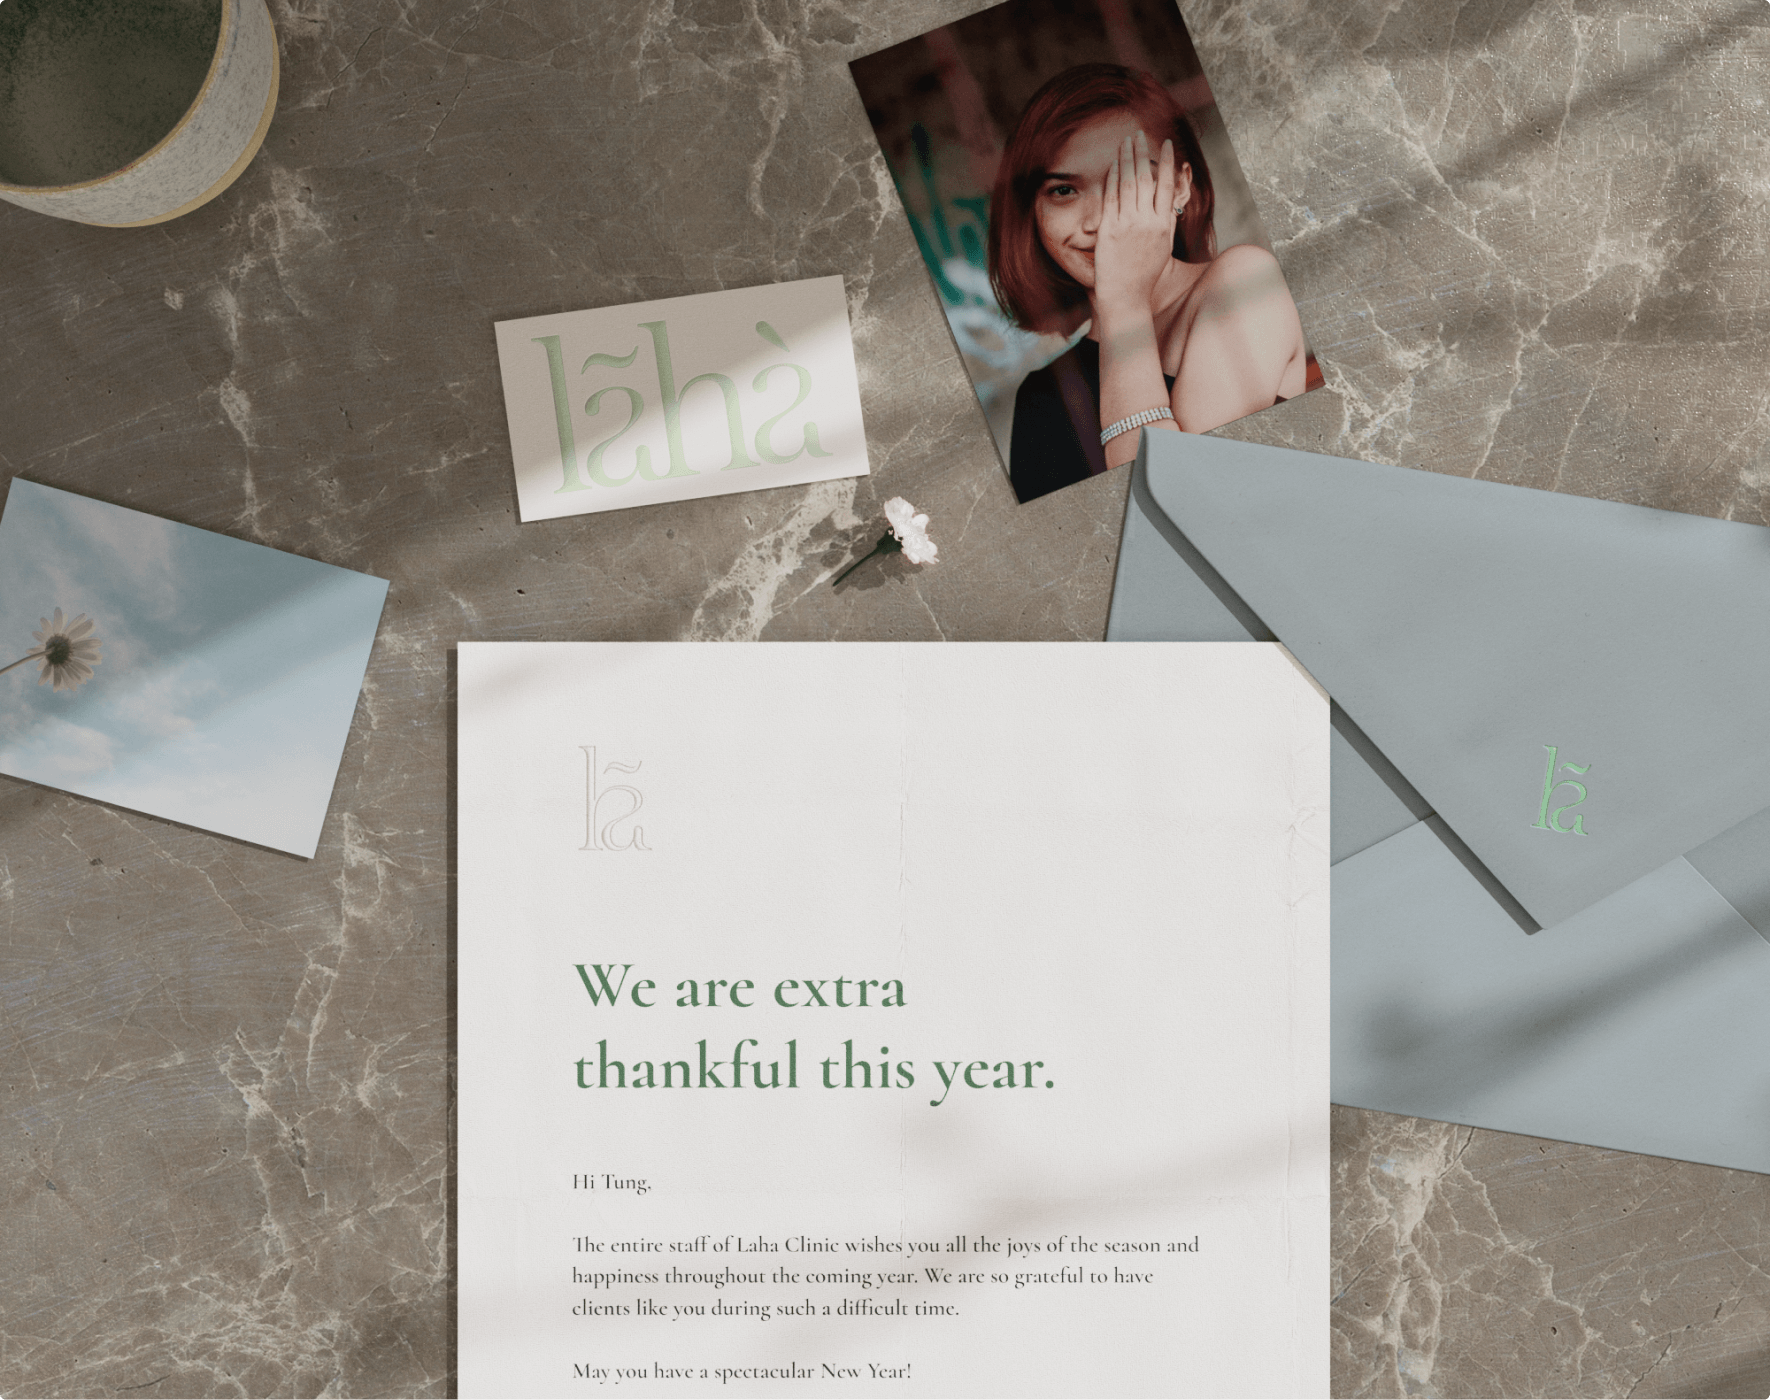 lãhà
lã
lã
We are extra
thankful this year.
Hi Tung,
The entire staff of Laha Clinic wishes you all the joys of the season and
happiness throughout the coming year. We are so grateful to have
clients like you during such a difficult time.
May you have a spectacular New Year!